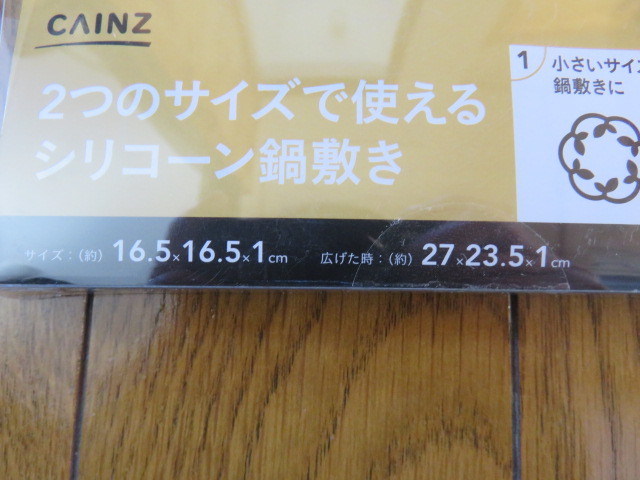 CAINZ
2つのサイズで使える
シリコーン鍋敷き
1
小さいサイズ
鍋敷きに
サイズ：(約) 16.5×16.5×1cm
広げた時：(約) 27×23.5×1cm